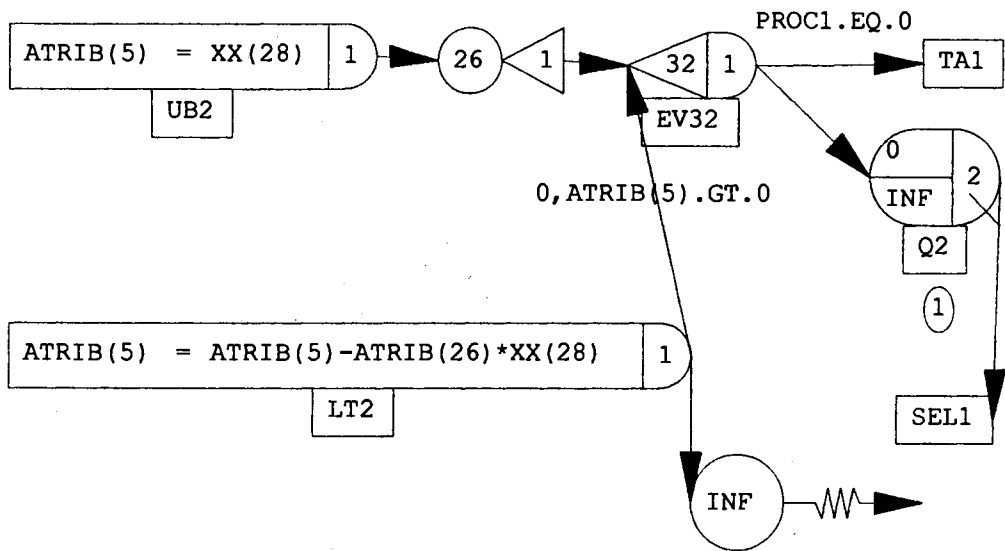 PROC1.EQ.0
ATRIB(5) = XX(28)
1
26
1
32
1
TA1
UB2
EV32
0
INF
2
0,ATRIB(5).GT.0
Q2
1
ATRIB(5) = ATRIB(5)-ATRIB(26)*XX(28)
1
LT2
SEL1
INF